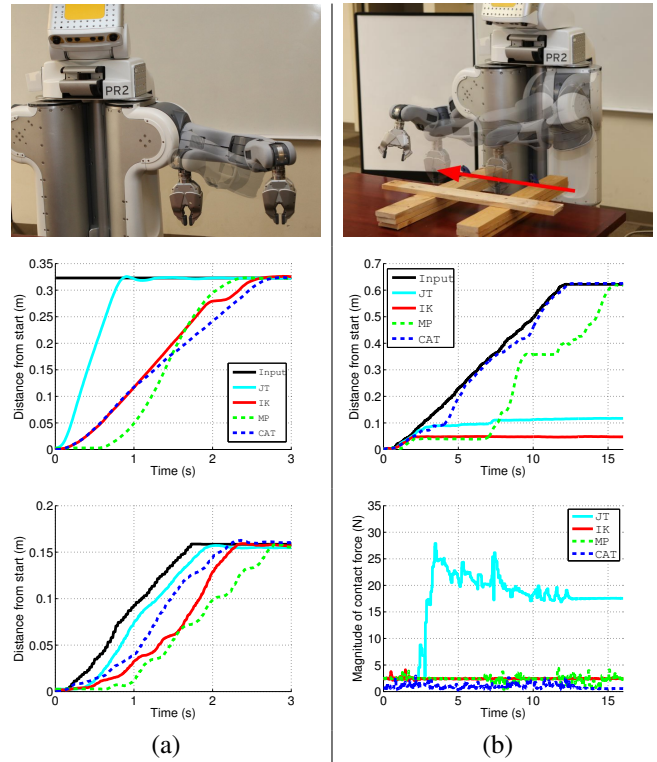 PR2
PR2
0.35
0.3
0.25
0.2
0.15
0.1
0.05
0
Distance from start (m)
Input
JT
IK
MP
CAT
0 1 2 3
Time (s)
0.7
0.6
0.5
0.4
0.3
0.2
0.1
0
Distance from start (m)
Input
JT
IK
MP
CAT
0 5 10 15
Time (s)
0.2
0.15
0.1
0.05
0
Distance from start (m)
0 1 2 3
Time (s)
35
30
25
20
15
10
5
0
Magnitude of contact force (N)
JT
IK
MP
CAT
0 5 10 15
Time (s)
(a)
(b)